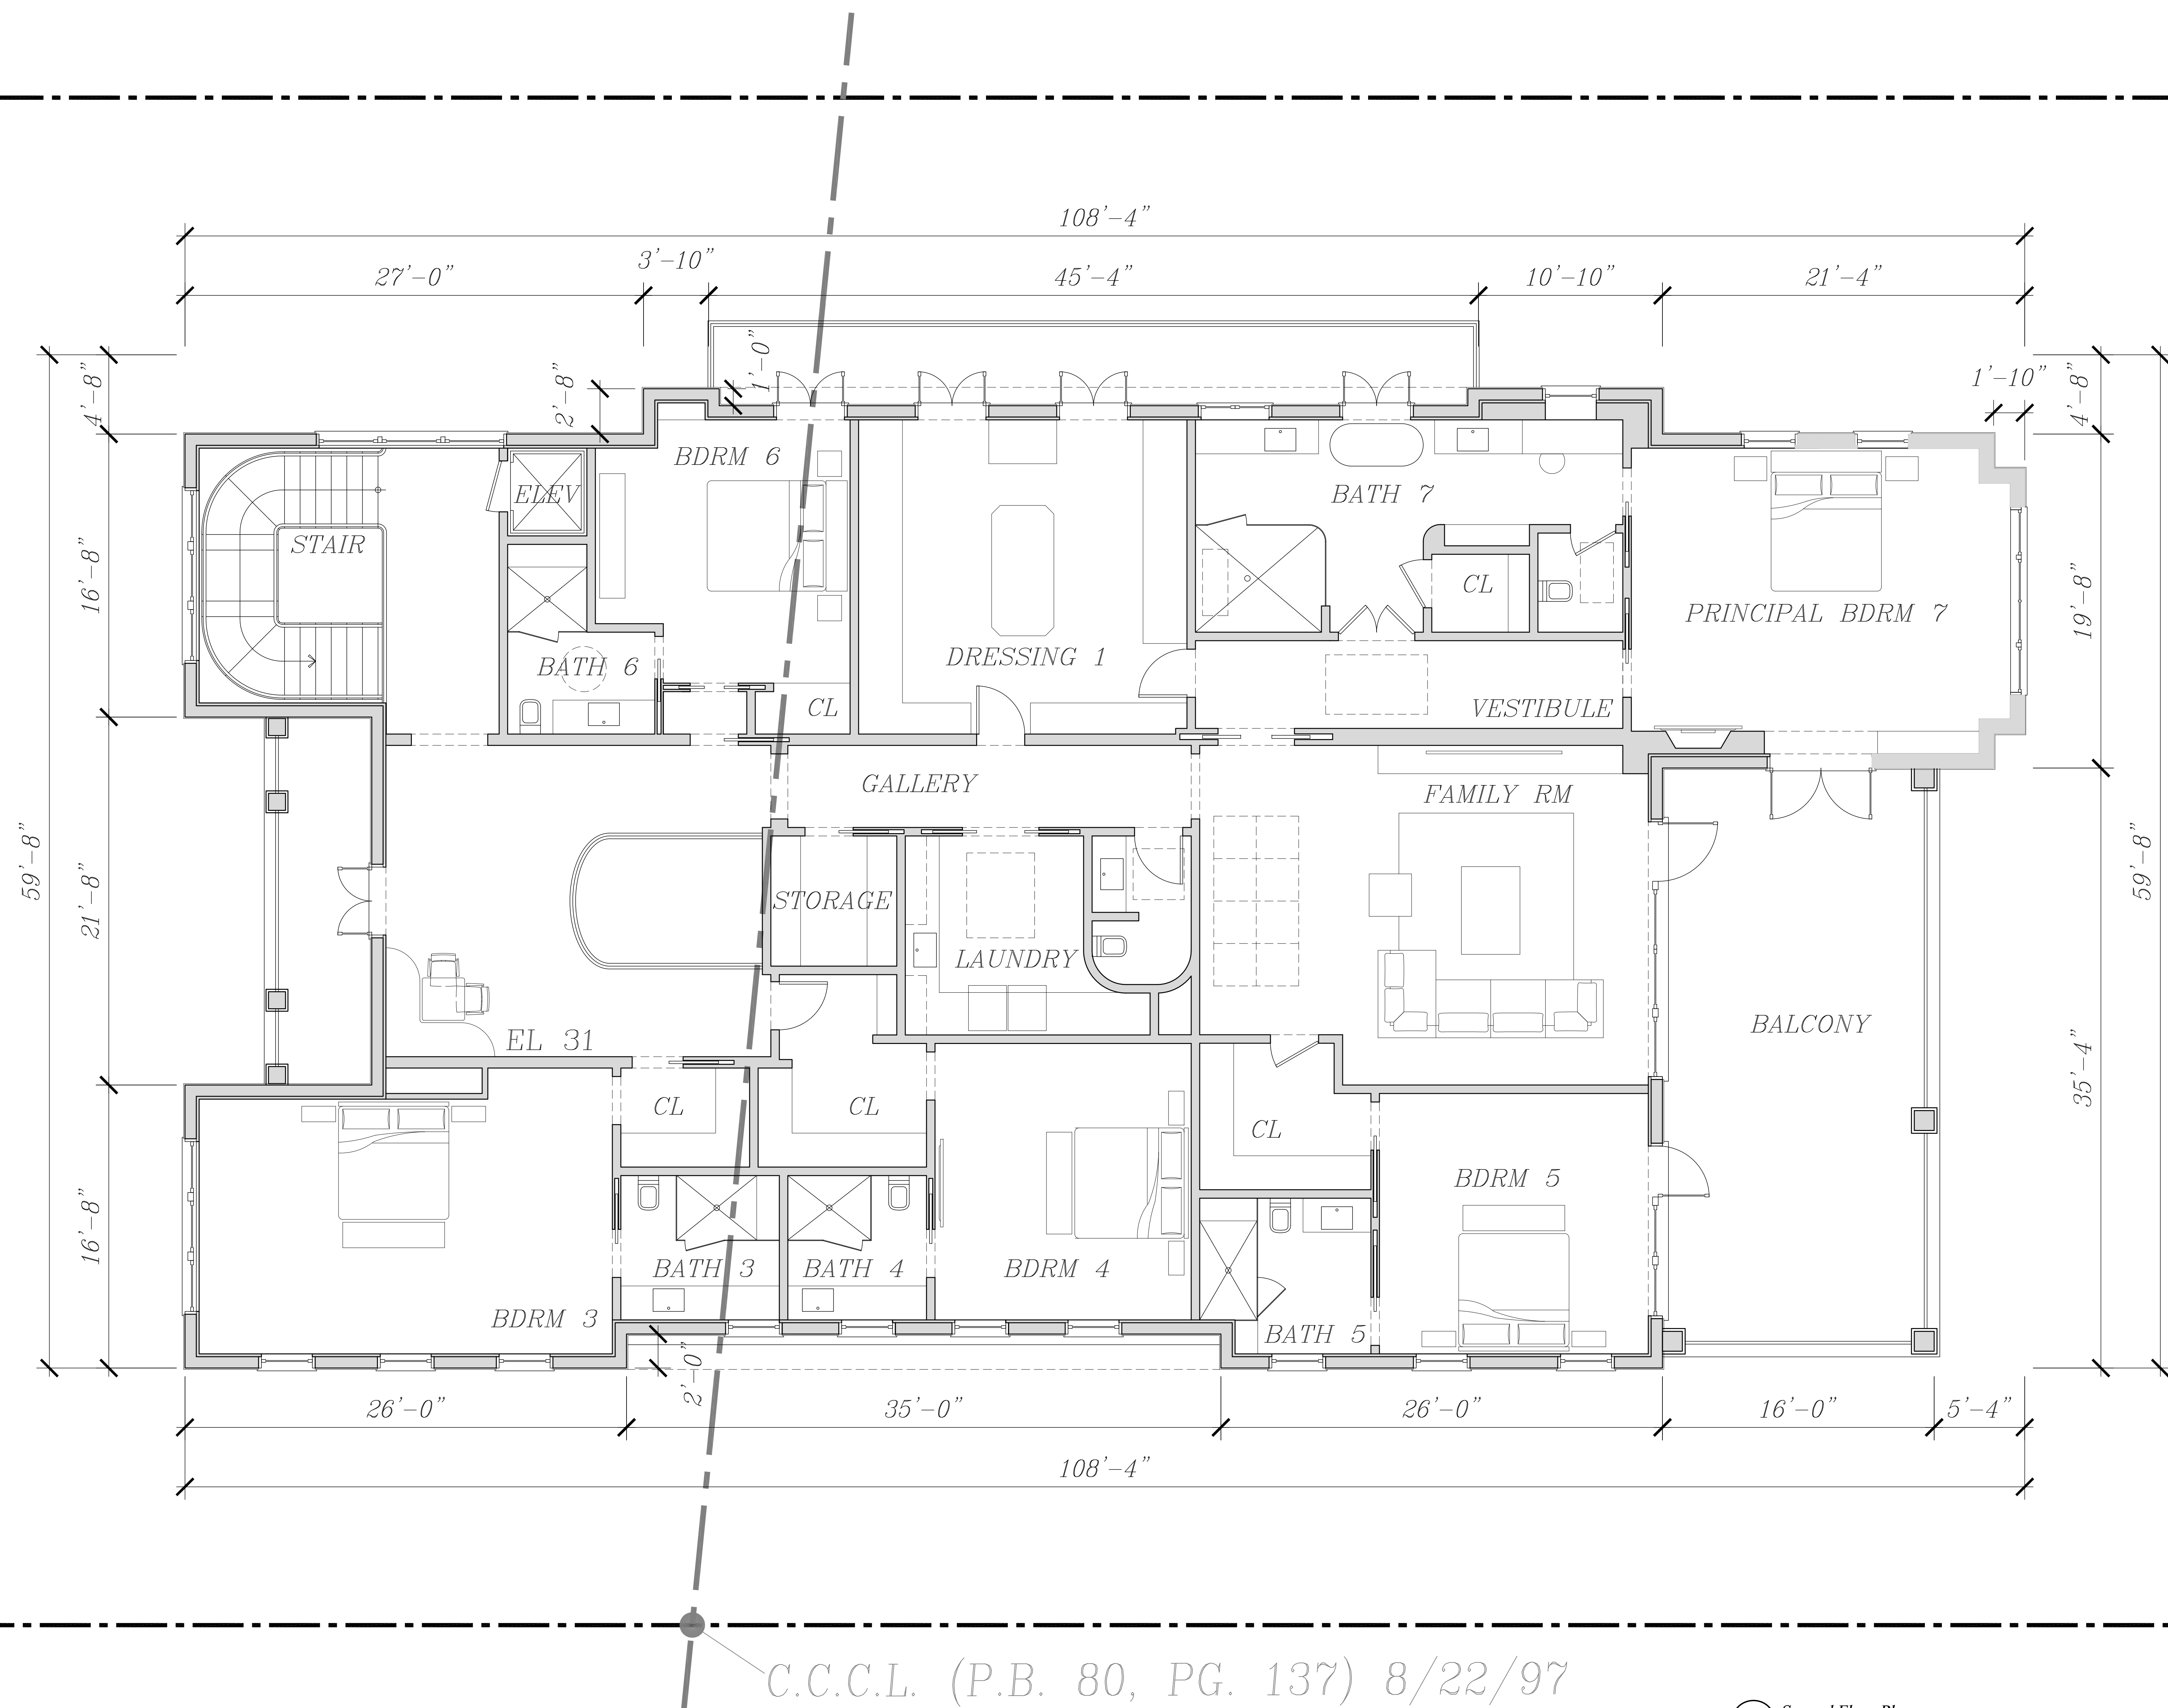 108'-4"
3'-10"
27'-0"
45'-4"
10'-10"
21'-4"
1'-0"
4'-8"
2'-8"
1'-10"
4'-8"
BDRM 6
ELEV
BATH 7
STAIR
16'-8"
CL
19'-8"
PRINCIPAL BDRM 7
BATH 6
DRESSING 1
CL
VESTIBULE
GALLERY
FAMILY RM
59'-8"
21'-8"
STORAGE
59'-8"
LAUNDRY
EL 31
BALCONY
35'-4"
CL
CL
CL
BDRM 5
16'-8"
BATH 3
BATH 4
BDRM 4
BDRM 3
BATH 5
2'-0"
26'-0"
35'-0"
26'-0"
16'-0"
5'-4"
108'-4"
C.C.C.L. (P.B. 80, PG. 137) 8/22/97